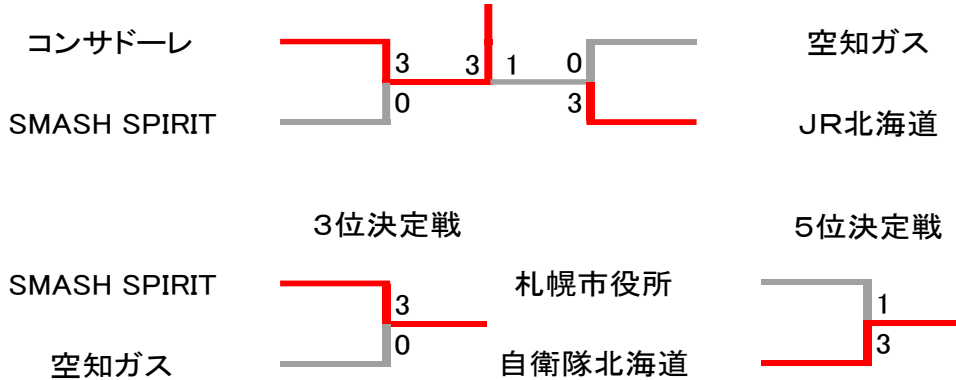 コンサドーレ 3 3 1 0 空知ガス
SMASH SPIRIT 0 3 JR北海道
3位決定戦 5位決定戦
SMASH SPIRIT 3 札幌市役所 1
空知ガス 0 自衛隊北海道 3